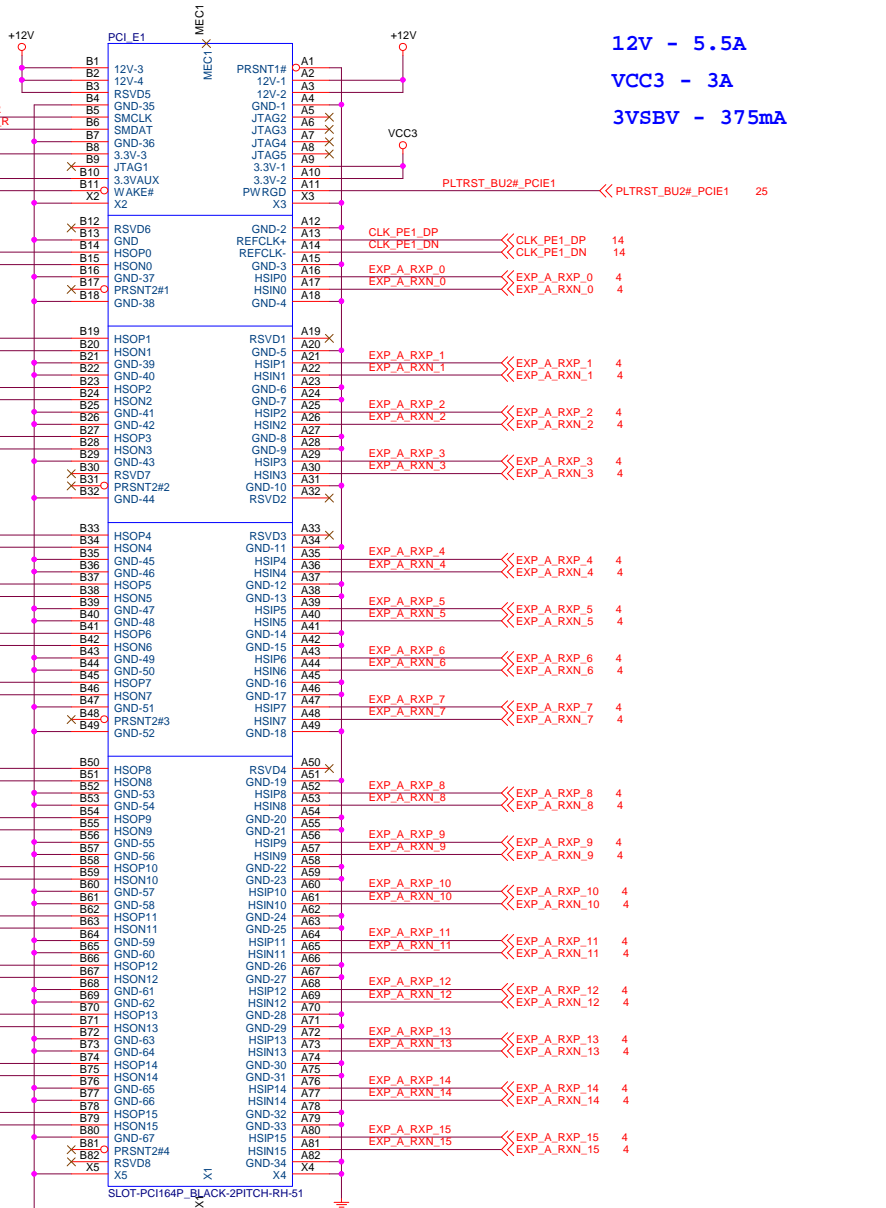 MEC1
+12V
PCI_E1
+12V
12V - 5.5A
VCC3 - 3A
3VSBV - 375mA
MEC1
B1 12V-3 PRSNT1# A1
B2 12V-4 12V-1 A2
B3 RSVD5 12V-2 A3
B4 GND-35 GND-1 A4
B5 SMCLK JTAG2 A5
R B6 SMDAT JTAG3 A6
B7 GND-36 JTAG4 A7
B8 3.3V-3 JTAG5 A8 VCC3
B9 JTAG1 3.3V-1 A9
B10 3.3VAUX 3.3V-2 A10
B11 WAKE# PWRGD A11 PLTRST_BU2#_PCIE1 PLTRST_BU2#_PCIE1 25
X2 X2 X3 X3
B12 RSVD6 GND-2 A12
B13 GND REFCLK+ A13 CLK_PE1_DP CLK_PE1_DP 14
B14 HSOP0 REFCLK- A14 CLK_PE1_DN CLK_PE1_DN 14
B15 HSON0 GND-3 A15
B16 GND-37 HSIP0 A16 EXP_A_RXP_0 EXP_A_RXP_0 4
B17 PRSNT2#1 HSIN0 A17 EXP_A_RXN_0 EXP_A_RXN_0 4
B18 GND-38 GND-4 A18
B19 HSOP1 RSVD1 A19
B20 HSON1 GND-5 A20
B21 GND-39 HSIP1 A21 EXP_A_RXP_1 EXP_A_RXP_1 4
B22 GND-40 HSIN1 A22 EXP_A_RXN_1 EXP_A_RXN_1 4
B23 HSOP2 GND-6 A23
B24 HSON2 GND-7 A24
B25 GND-41 HSIP2 A25 EXP_A_RXP_2 EXP_A_RXP_2 4
B26 GND-42 HSIN2 A26 EXP_A_RXN_2 EXP_A_RXN_2 4
B27 HSOP3 GND-8 A27
B28 HSON3 GND-9 A28
B29 GND-43 HSIP3 A29 EXP_A_RXP_3 EXP_A_RXP_3 4
B30 RSVD7 HSIN3 A30 EXP_A_RXN_3 EXP_A_RXN_3 4
B31 PRSNT2#2 GND-10 A31
B32 GND-44 RSVD2 A32
B33 HSOP4 RSVD3 A33
B34 HSON4 GND-11 A34
B35 GND-45 HSIP4 A35 EXP_A_RXP_4 EXP_A_RXP_4 4
B36 GND-46 HSIN4 A36 EXP_A_RXN_4 EXP_A_RXN_4 4
B37 HSOP5 GND-12 A37
B38 HSON5 GND-13 A38
B39 GND-47 HSIP5 A39 EXP_A_RXP_5 EXP_A_RXP_5 4
B40 GND-48 HSIN5 A40 EXP_A_RXN_5 EXP_A_RXN_5 4
B41 HSOP6 GND-14 A41
B42 HSON6 GND-15 A42
B43 GND-49 HSIP6 A43 EXP_A_RXP_6 EXP_A_RXP_6 4
B44 GND-50 HSIN6 A44 EXP_A_RXN_6 EXP_A_RXN_6 4
B45 HSOP7 GND-16 A45
B46 HSON7 GND-17 A46
B47 GND-51 HSIP7 A47 EXP_A_RXP_7 EXP_A_RXP_7 4
B48 PRSNT2#3 HSIN7 A48 EXP_A_RXN_7 EXP_A_RXN_7 4
B49 GND-52 GND-18 A49
B50 HSOP8 RSVD4 A50
B51 HSON8 GND-19 A51
B52 GND-53 HSIP8 A52 EXP_A_RXP_8 EXP_A_RXP_8 4
B53 GND-54 HSIN8 A53 EXP_A_RXN_8 EXP_A_RXN_8 4
B54 HSOP9 GND-20 A54
B55 HSON9 GND-21 A55
B56 GND-55 HSIP9 A56 EXP_A_RXP_9 EXP_A_RXP_9 4
B57 GND-56 HSIN9 A57 EXP_A_RXN_9 EXP_A_RXN_9 4
B58 HSOP10 GND-22 A58
B59 HSON10 GND-23 A59
B60 GND-57 HSIP10 A60 EXP_A_RXP_10 EXP_A_RXP_10 4
B61 GND-58 HSIN10 A61 EXP_A_RXN_10 EXP_A_RXN_10 4
B62 HSOP11 GND-24 A62
B63 HSON11 GND-25 A63
B64 GND-59 HSIP11 A64 EXP_A_RXP_11 EXP_A_RXP_11 4
B65 GND-60 HSIN11 A65 EXP_A_RXN_11 EXP_A_RXN_11 4
B66 HSOP12 GND-26 A66
B67 HSON12 GND-27 A67
B68 GND-61 HSIP12 A68 EXP_A_RXP_12 EXP_A_RXP_12 4
B69 GND-62 HSIN12 A69 EXP_A_RXN_12 EXP_A_RXN_12 4
B70 HSOP13 GND-28 A70
B71 HSON13 GND-29 A71
B72 GND-63 HSIP13 A72 EXP_A_RXP_13 EXP_A_RXP_13 4
B73 GND-64 HSIN13 A73 EXP_A_RXN_13 EXP_A_RXN_13 4
B74 HSOP14 GND-30 A74
B75 HSON14 GND-31 A75
B76 GND-65 HSIP14 A76 EXP_A_RXP_14 EXP_A_RXP_14 4
B77 GND-66 HSIN14 A77 EXP_A_RXN_14 EXP_A_RXN_14 4
B78 HSOP15 GND-32 A78
B79 HSON15 GND-33 A79
B80 GND-67 HSIP15 A80 EXP_A_RXP_15 EXP_A_RXP_15 4
B81 PRSNT2#4 HSIN15 A81 EXP_A_RXN_15 EXP_A_RXN_15 4
B82 RSVD8 GND-34 A82
X5 X5 X1 X4 X4
SLOT-PCI164P_BLACK-2PITCH-RH-51
X1